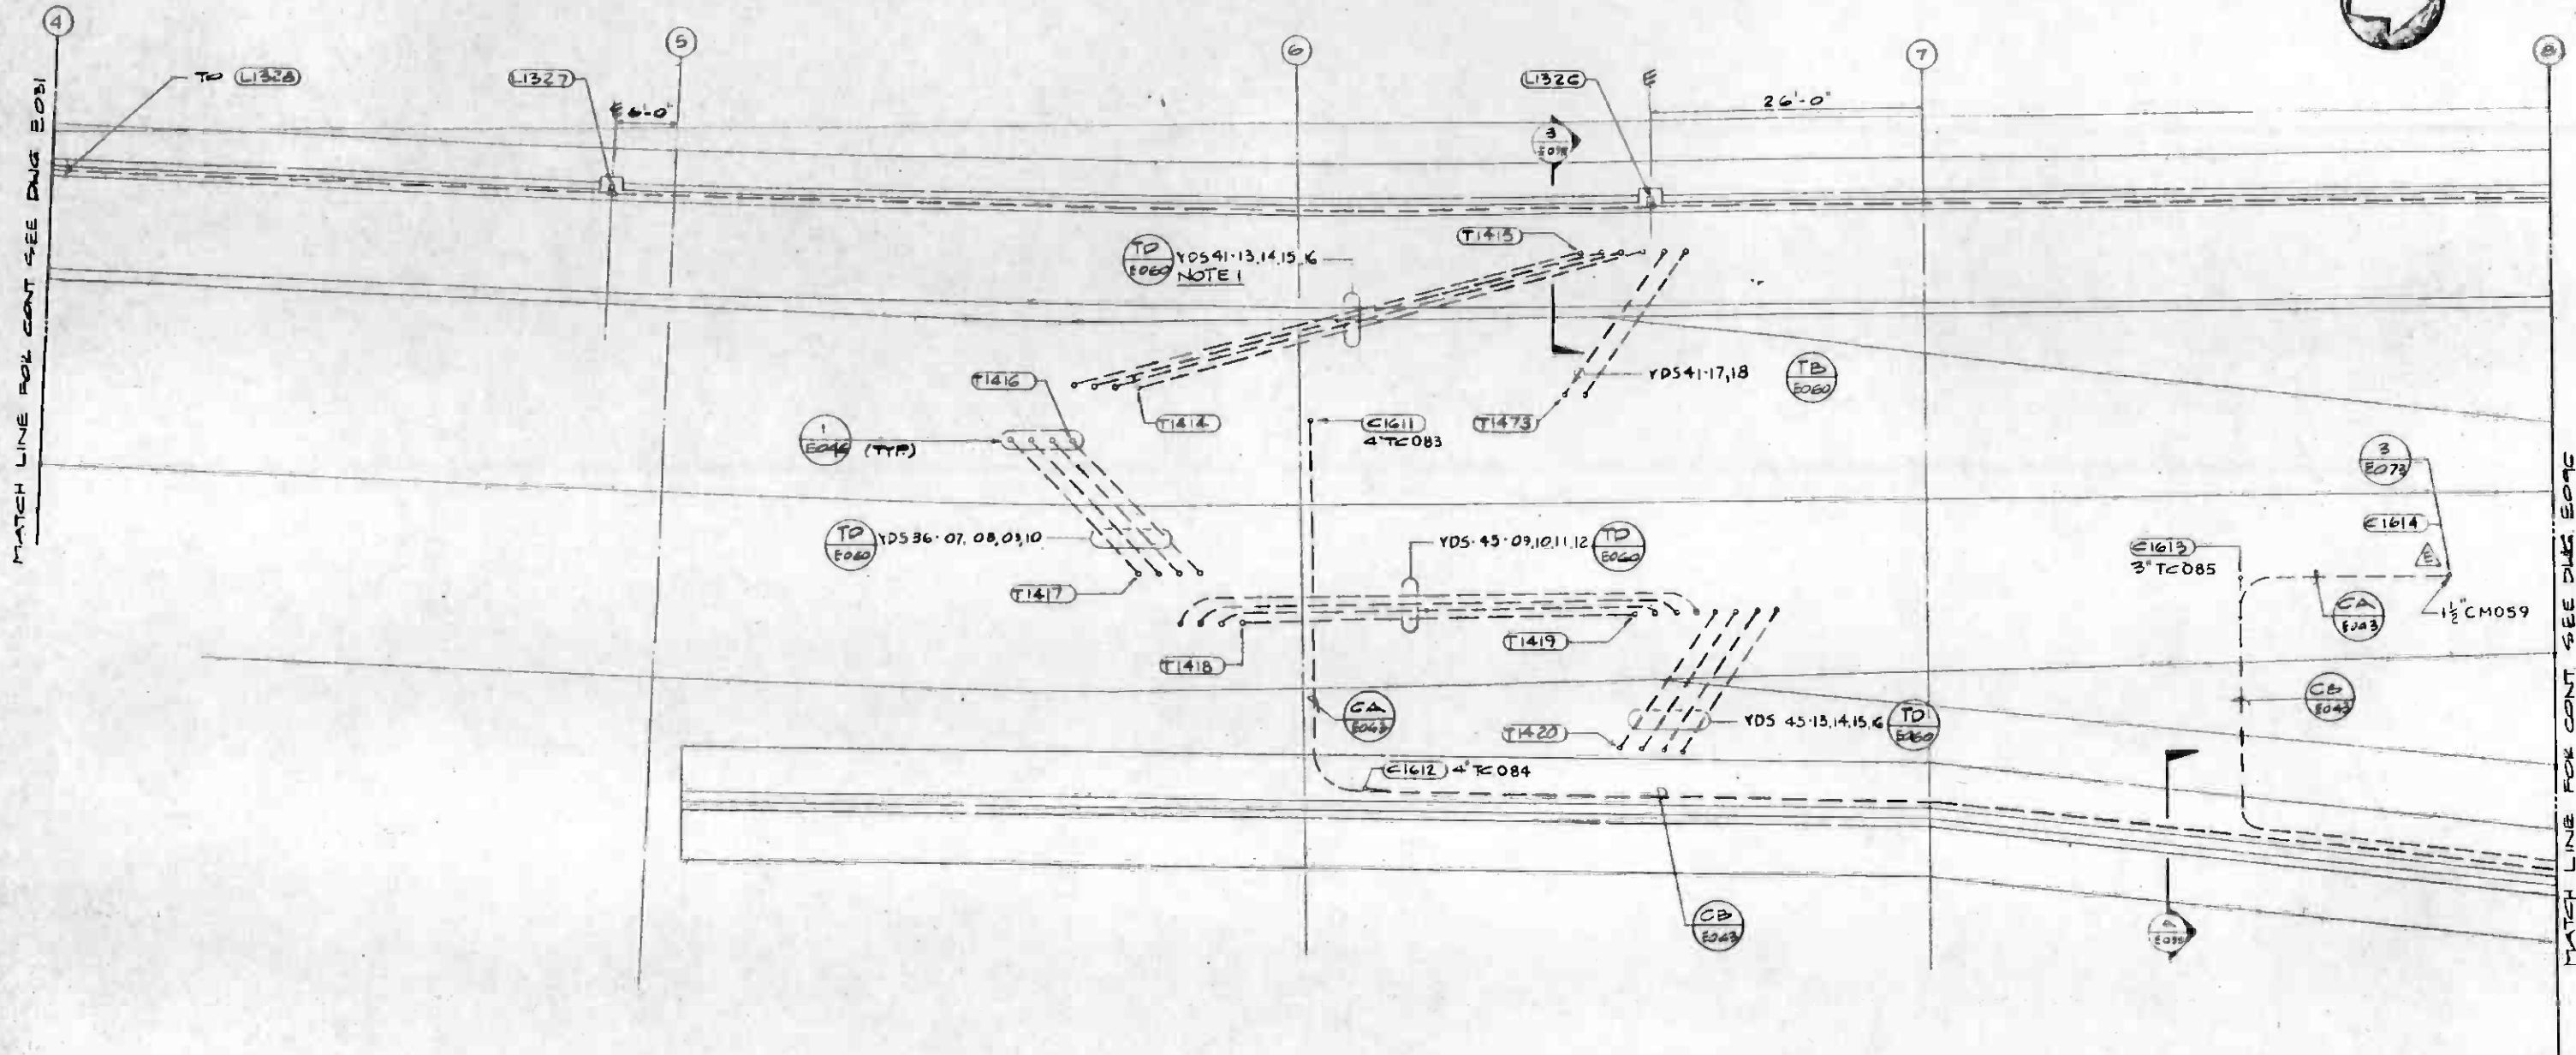 4
5
6
7
8
MATCH LINE FOR CONT SEE DWG E031
TO L1328
L1327
6'-0"
L1326
26'-0"
3
TD
E060
YDS41-13,14,15,16
NOTE 1
T1415
T1416
T1414
YDS41-17,18
TB
E060
T1473
C1611
4"TC083
1
E046
(TYP)
3
E073
C1614
E
TD
E060
YDS36-07,08,09,10
YDS-45-09,10,11,12
TD
E060
C1613
3"TC085
T1417
CA
E043
1½"CM059
T1419
T1418
CA
E043
CB
E043
T1420
YDS 45-13,14,15,16
TD
E060
C1612
4"TC084
CB
E043
MATCH LINE FOR CONT. SEE DWG. E096